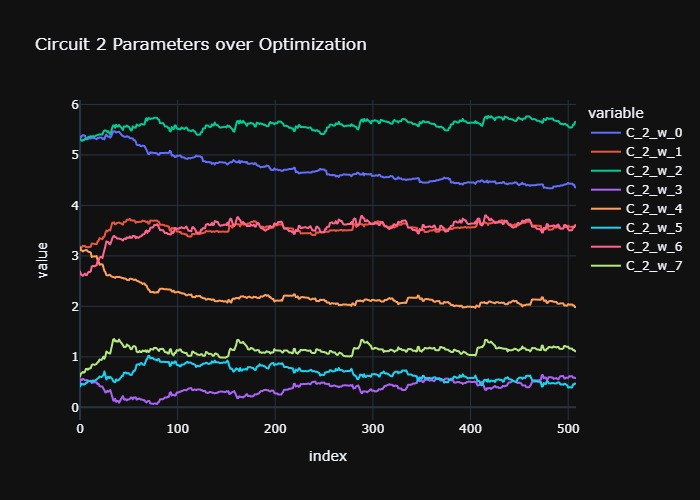 Circuit 2 Parameters over Optimization
variable
C_2_w_0
C_2_w_1
C_2_w_2
C_2_w_3
C_2_w_4
C_2_w_5
C_2_w_6
C_2_w_7
value
6
5
4
3
2
1
0
0 100 200 300 400 500
index